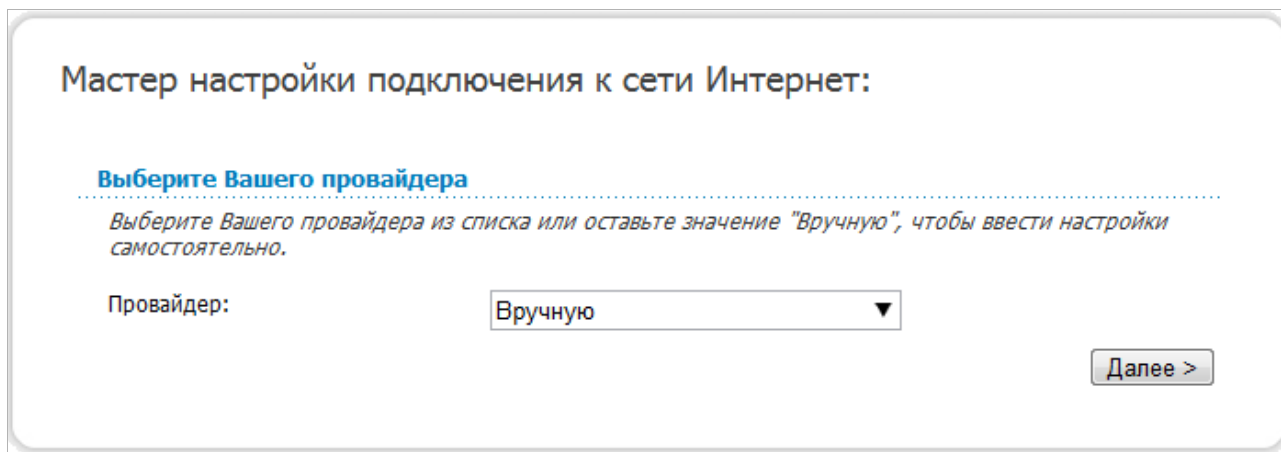 Мастер настройки подключения к сети Интернет:
Выберите Вашего провайдера
Выберите Вашего провайдера из списка или оставьте значение "Вручную", чтобы ввести настройки
самостоятельно.
Провайдер:
Вручную
Далее >